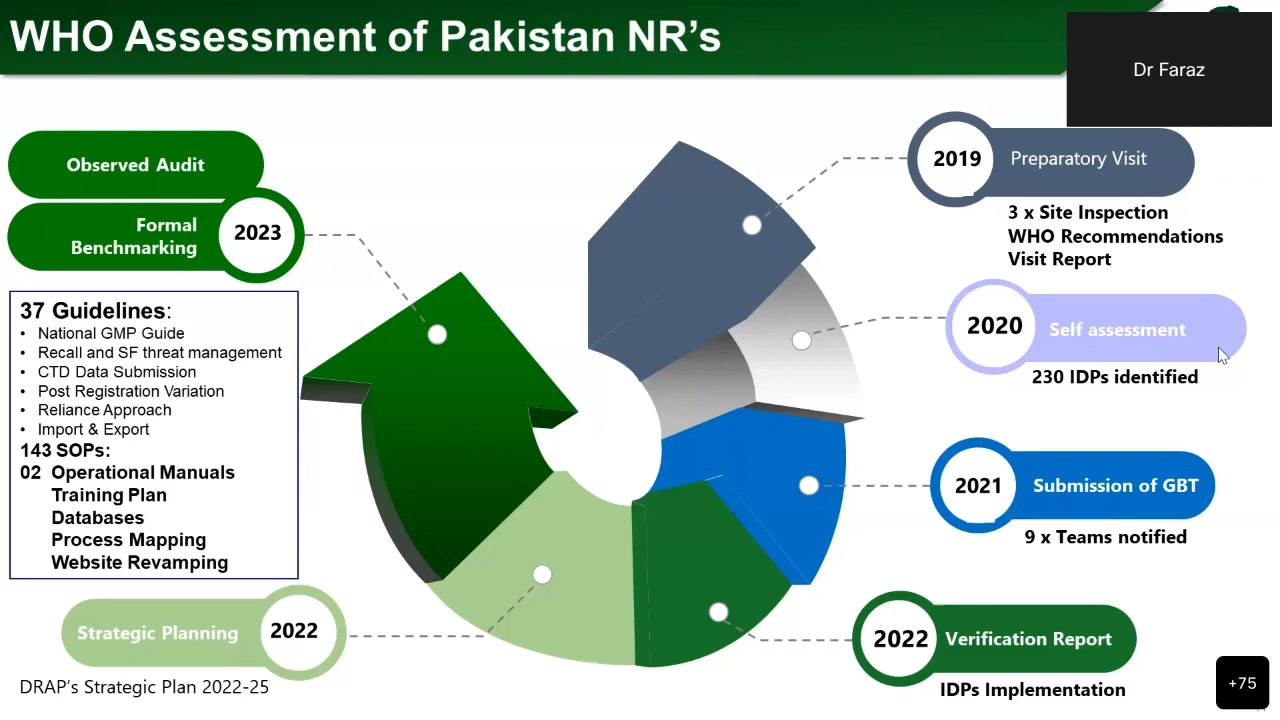 WHO Assessment of Pakistan NR’s
Dr Faraz
2019
Preparatory Visit
3 x Site Inspection
WHO Recommendations
Visit Report
2020
Self assessment
230 IDPs identified
2021
Submission of GBT
9 x Teams notified
2022
Verification Report
IDPs Implementation
2022
Strategic Planning
DRAP’s Strategic Plan 2022-25
Observed Audit
Formal
Benchmarking
2023
37 Guidelines:
• National GMP Guide
• Recall and SF threat management
• CTD Data Submission
• Post Registration Variation
• Reliance Approach
• Import & Export
143 SOPs:
02 Operational Manuals
Training Plan
Databases
Process Mapping
Website Revamping
+75